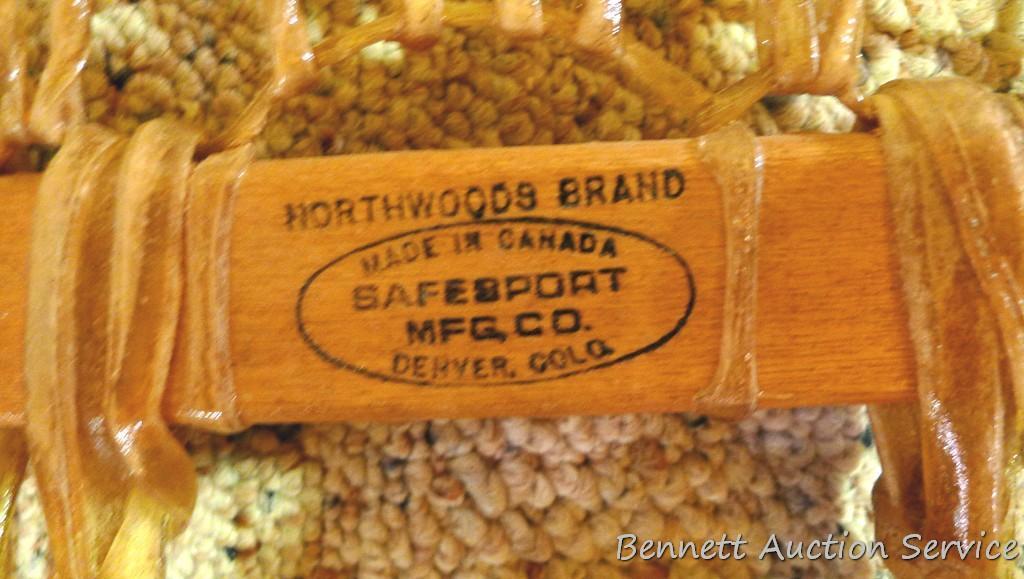 NORTHWOODS BRAND
MADE IN CANADA
SAFESPORT
MFG, CO.
DENVER, COLO.
Bennett Auction Service